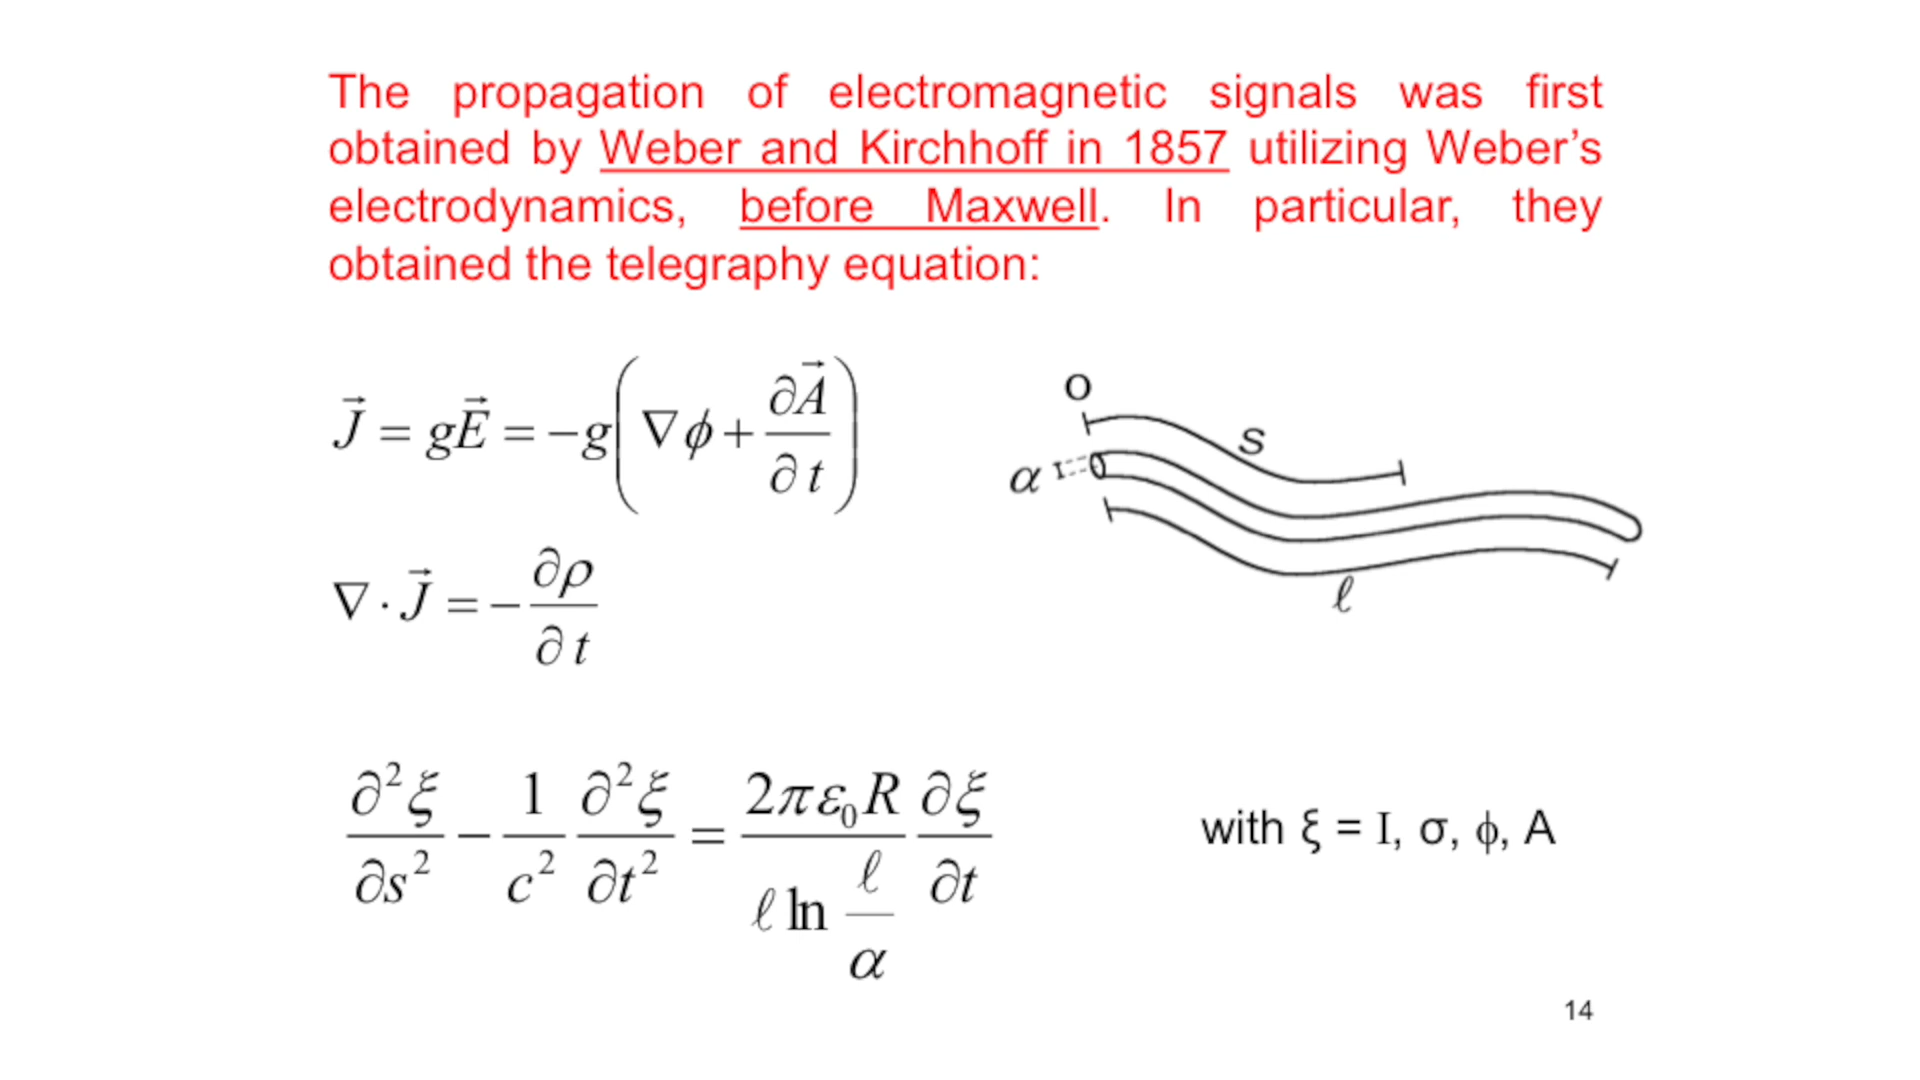 The propagation of electromagnetic signals was first
obtained by Weber and Kirchhoff in 1857 utilizing Weber’s
electrodynamics, before Maxwell. In particular, they
obtained the telegraphy equation:
J⃗ = gE⃗ = −g(∇ϕ + ∂A⃗/∂t)
O
S
α
ℓ
∇·J⃗ = −∂ρ/∂t
∂²ξ/∂s² − 1/c² ∂²ξ/∂t² = 2πε₀R/(ℓ ln ℓ/α) ∂ξ/∂t
with ξ = I, σ, ϕ, A
14